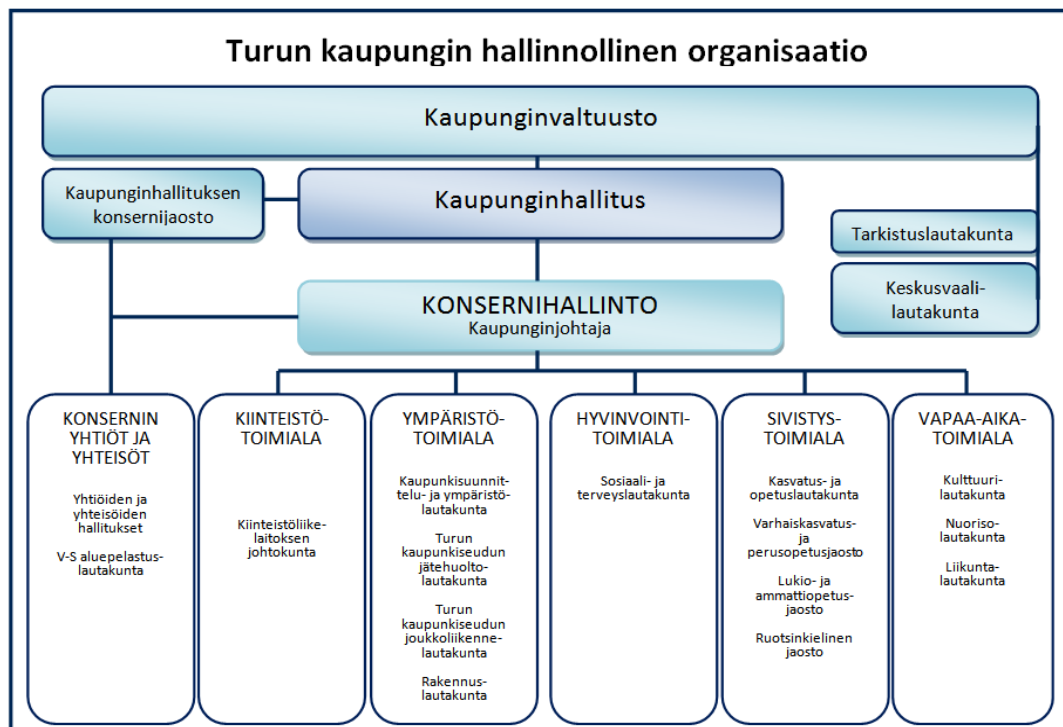 Turun kaupungin hallinnollinen organisaatio
Kaupunginvaltuusto
Kaupunginhallituksen
konsernijaosto
Kaupunginhallitus
Tarkistuslautakunta
Keskusvaali-
lautakunta
KONSERNIHALLINTO
Kaupunginjohtaja
KONSERNIN
YHTIÖT JA
YHTEISÖT
Yhtiöiden ja
yhteisöiden
hallitukset
V-S aluepelastus-
lautakunta
KIINTEISTÖ-
TOIMIALA
Kiinteistöliike-
laitoksen
johtokunta
YMPÄRISTÖ-
TOIMIALA
Kaupunkisuunnit-
telu- ja ympäristö-
lautakunta
Turun
kaupunkiseudun
jätehuolto-
lautakunta
Turun
kaupunkiseudun
joukkoliikenne-
lautakunta
Rakennus-
lautakunta
HYVINVOINTI-
TOIMIALA
Sosiaali- ja
terveyslautakunta
SIVISTYS-
TOIMIALA
Kasvatus- ja
opetuslautakunta
Varhaiskasvatus-
ja
perusopetusjaosto
Lukio- ja
ammattiopetus-
jaosto
Ruotsinkielinen
jaosto
VAPAA-AIKA-
TOIMIALA
Kulttuuri-
lautakunta
Nuoriso-
lautakunta
Liikunta-
lautakunta